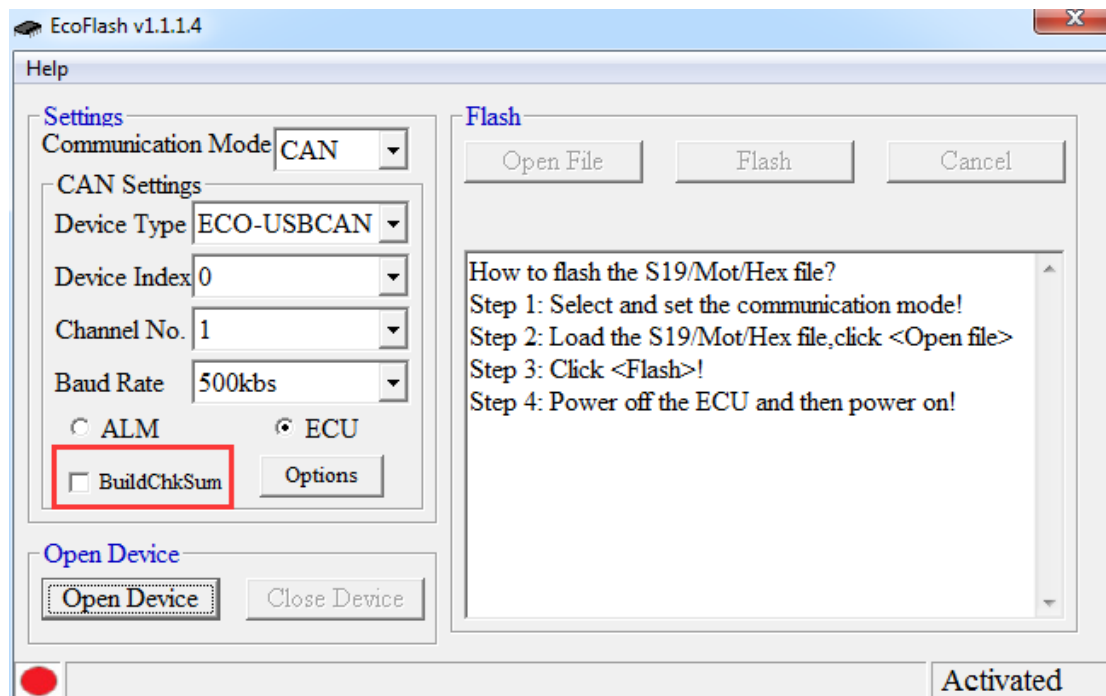 EcoFlash v1.1.1.4
Help
Settings
Communication Mode CAN
CAN Settings
Device Type ECO-USBCAN
Device Index 0
Channel No. 1
Baud Rate 500kbs
ALM ECU
BuildChkSum Options
Open Device
Open Device Close Device
Flash
Open File Flash Cancel
How to flash the S19/Mot/Hex file?
Step 1: Select and set the communication mode!
Step 2: Load the S19/Mot/Hex file,click <Open file>
Step 3: Click <Flash>!
Step 4: Power off the ECU and then power on!
Activated